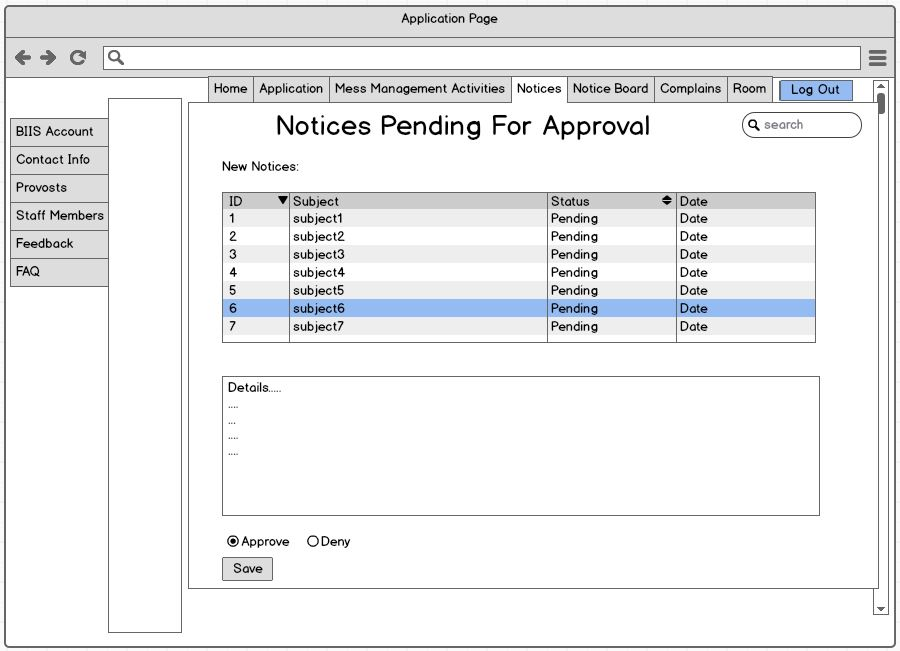 Application Page
Home Application Mess Management Activities Notices Notice Board Complains Room Log Out
BIIS Account
Contact Info
Provosts
Staff Members
Feedback
FAQ
Notices Pending For Approval
search
New Notices:
ID Subject Status Date
1 subject1 Pending Date
2 subject2 Pending Date
3 subject3 Pending Date
4 subject4 Pending Date
5 subject5 Pending Date
6 subject6 Pending Date
7 subject7 Pending Date
Details.....
....
...
....
....
Approve Deny
Save